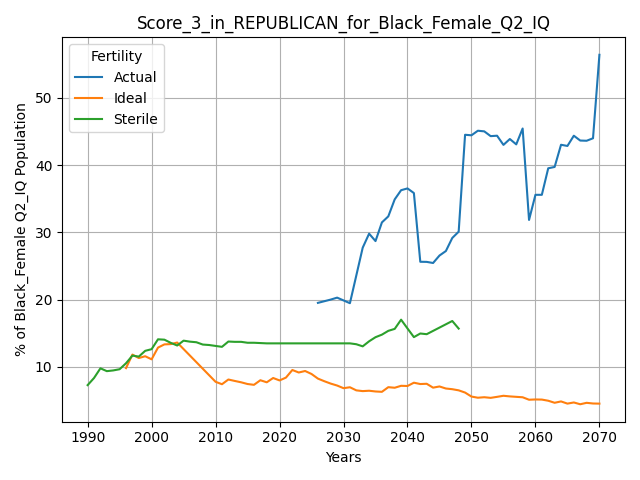 Score_3_in_REPUBLICAN_for_Black_Female_Q2_IQ
Fertility
Actual
Ideal
Sterile
% of Black_Female Q2_IQ Population
50
40
30
20
10
1990 2000 2010 2020 2030 2040 2050 2060 2070
Years